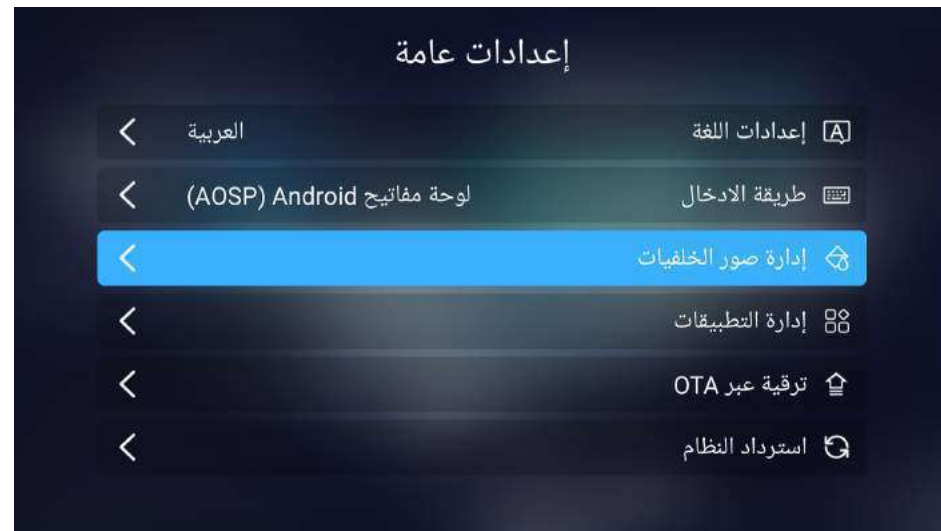 إعدادات عامة
إعدادات اللغة العربية
طريقة الادخال لوحة مفاتيح Android (AOSP)
إدارة صور الخلفيات
إدارة التطبيقات
ترقية عبر OTA
استرداد النظام